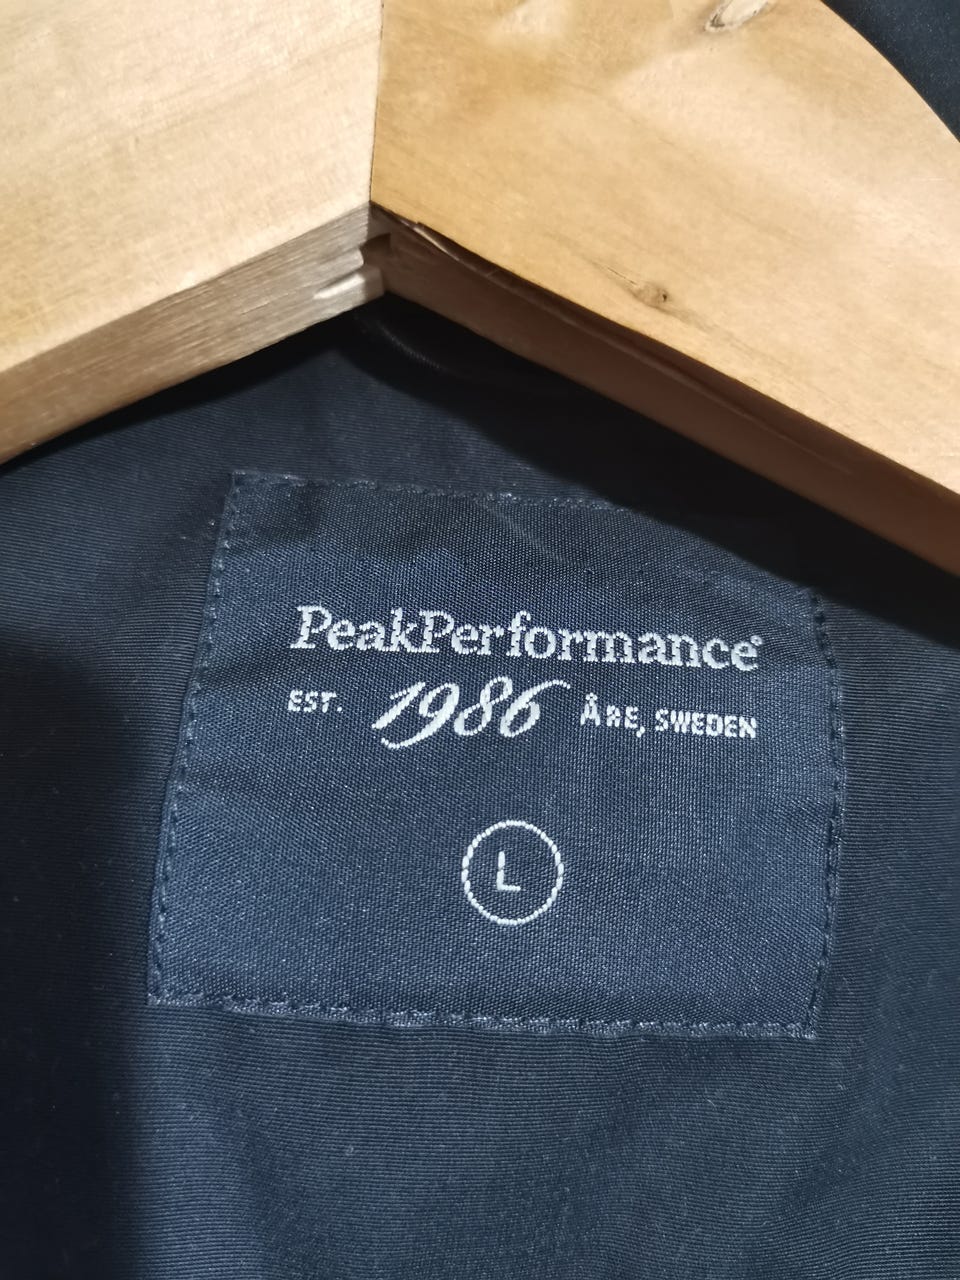 PeakPerformance®
EST. 1986 ÅRE, SWEDEN
L